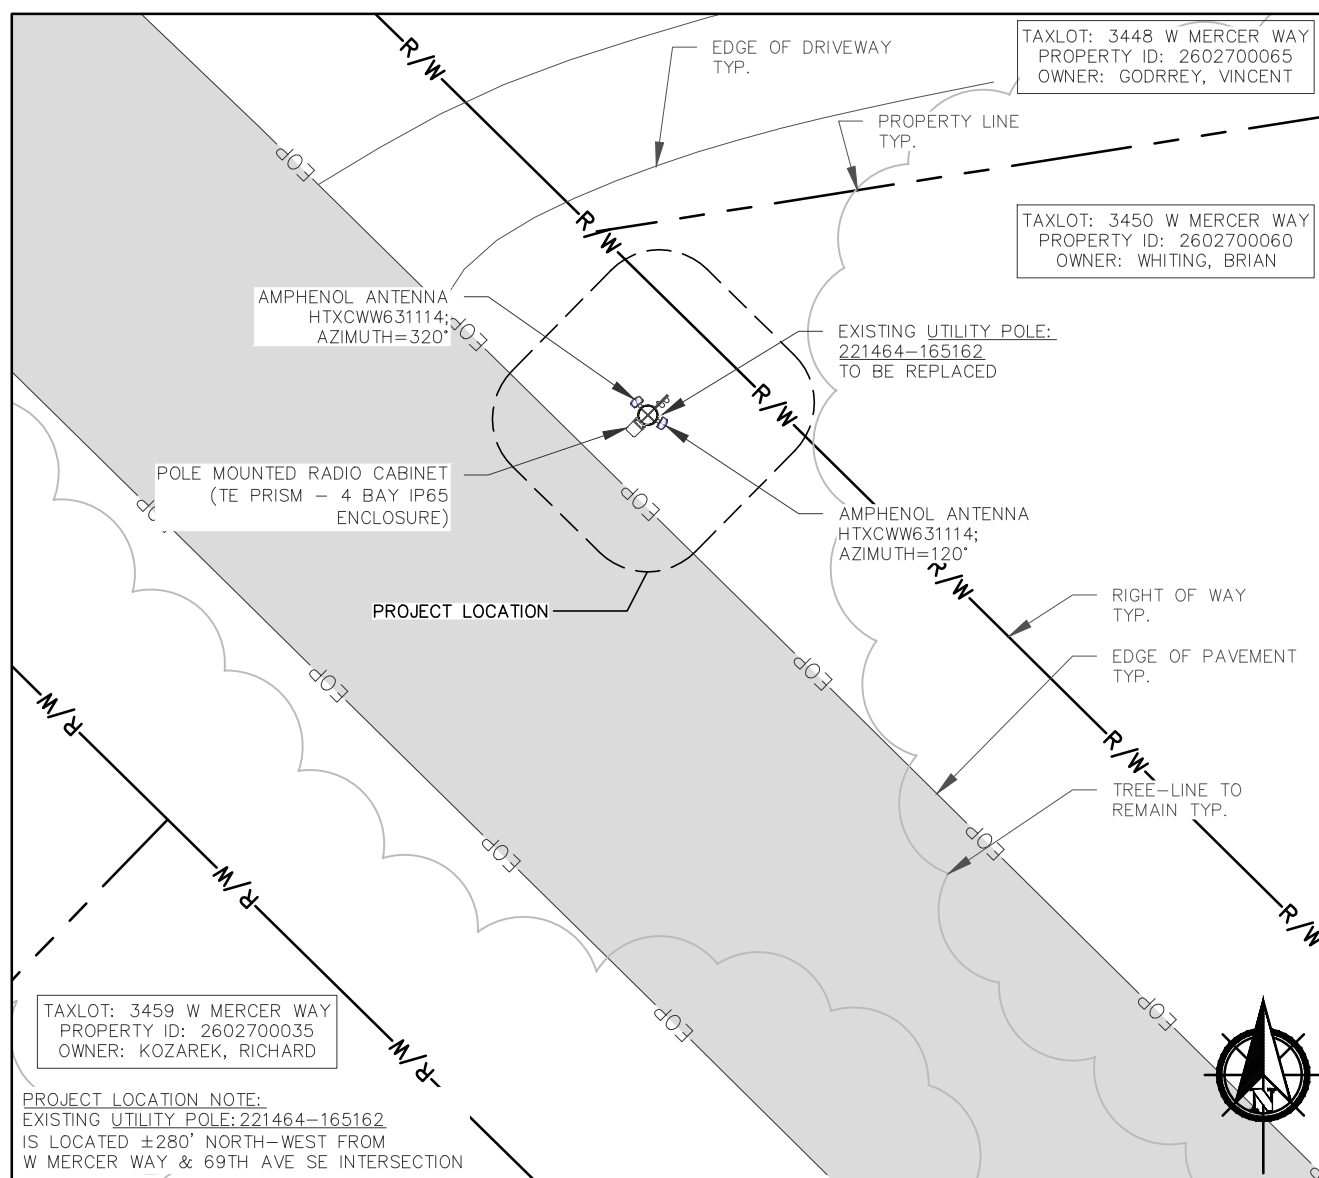 EDGE OF DRIVEWAY
TYP.
TAXLOT: 3448 W MERCER WAY
PROPERTY ID: 2602700065
OWNER: GODRREY, VINCENT
R/W
PROPERTY LINE
TYP.
EOP
TAXLOT: 3450 W MERCER WAY
PROPERTY ID: 2602700060
OWNER: WHITING, BRIAN
R/W
AMPHENOL ANTENNA
HTXCWW631114;
AZIMUTH=320°
EOP
EXISTING UTILITY POLE:
221464-165162
TO BE REPLACED
R/W
POLE MOUNTED RADIO CABINET
(TE PRISM - 4 BAY IP65
ENCLOSURE)
EOP
EOP
AMPHENOL ANTENNA
HTXCWW631114;
AZIMUTH=120°
R/W
PROJECT LOCATION
RIGHT OF WAY
TYP.
EDGE OF PAVEMENT
TYP.
EOP
EOP
R/W
R/W
TREE-LINE TO
REMAIN TYP.
EOP
EOP
R/W
R/W
TAXLOT: 3459 W MERCER WAY
PROPERTY ID: 2602700035
OWNER: KOZAREK, RICHARD
EOP
EOP
R/W
N
PROJECT LOCATION NOTE:
EXISTING UTILITY POLE: 221464-165162
IS LOCATED ±280' NORTH-WEST FROM
W MERCER WAY & 69TH AVE SE INTERSECTION